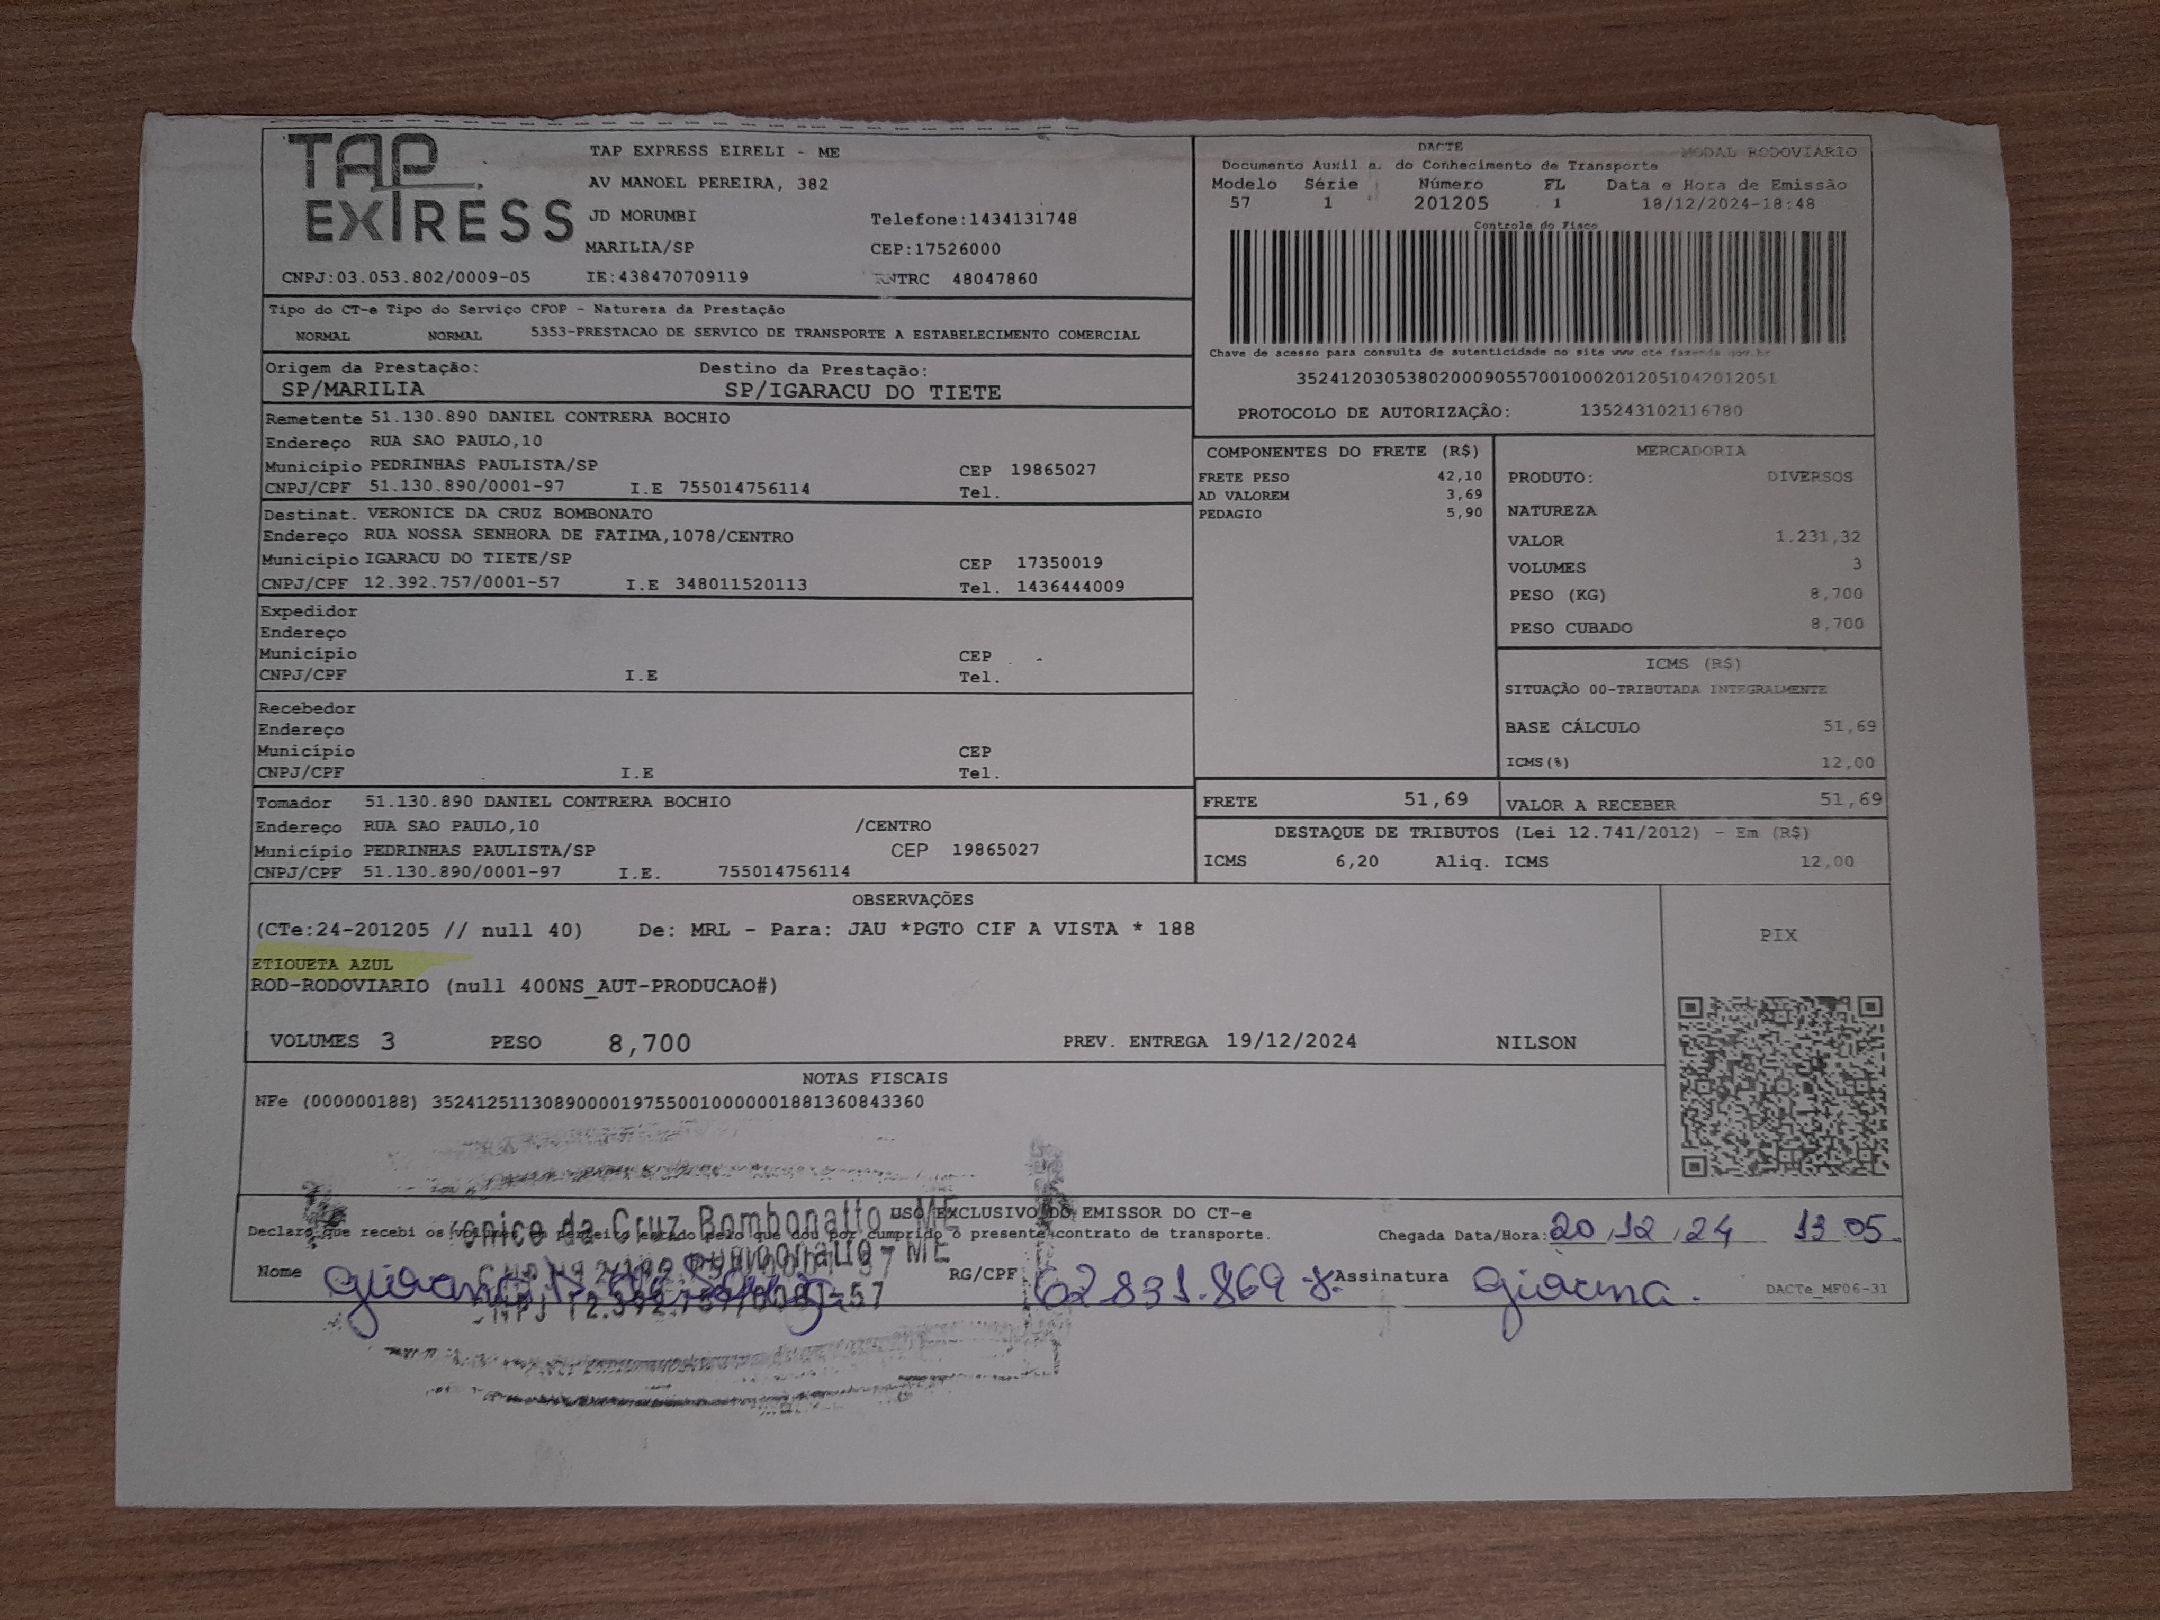 TAP EXPRESS
TAP EXPRESS EIRELI - ME
AV MANOEL PEREIRA, 382
JD MORUMBI Telefone:1434131748
MARILIA/SP CEP:17526000
CNPJ:03.053.802/0009-05 IE:438470709119 RNTRC 48047860
DACTE MODAL RODOVIARIO
Documento Auxil a. do Conhecimento de Transporte
Modelo Série Número FL Data e Hora de Emissão
57 1 201205 1 18/12/2024-18:48
Controle do Fisco
Chave de acesso para consulta de autenticidade no site www.cte.fazenda.gov.br
35241203053802000905570010002012051042012051
PROTOCOLO DE AUTORIZAÇÃO: 135243102116780
Tipo do CT-e Tipo do Serviço CFOP - Natureza da Prestação
NORMAL NORMAL 5353-PRESTACAO DE SERVICO DE TRANSPORTE A ESTABELECIMENTO COMERCIAL
Origem da Prestação: Destino da Prestação:
SP/MARILIA SP/IGARACU DO TIETE
Remetente 51.130.890 DANIEL CONTRERA BOCHIO
Endereço RUA SAO PAULO,10
Município PEDRINHAS PAULISTA/SP CEP 19865027
CNPJ/CPF 51.130.890/0001-97 I.E 755014756114 Tel.
Destinat. VERONICE DA CRUZ BOMBONATO
Endereço RUA NOSSA SENHORA DE FATIMA,1078/CENTRO
Município IGARACU DO TIETE/SP CEP 17350019
CNPJ/CPF 12.392.757/0001-57 I.E 348011520113 Tel. 1436444009
Expedidor
Endereço
Município CEP
CNPJ/CPF I.E Tel.
Recebedor
Endereço
Município CEP
CNPJ/CPF I.E Tel.
Tomador 51.130.890 DANIEL CONTRERA BOCHIO
Endereço RUA SAO PAULO,10 /CENTRO
Município PEDRINHAS PAULISTA/SP CEP 19865027
CNPJ/CPF 51.130.890/0001-97 I.E. 755014756114
COMPONENTES DO FRETE (R$)
FRETE PESO 42,10
AD VALOREM 3,69
PEDAGIO 5,90
MERCADORIA
PRODUTO: DIVERSOS
NATUREZA
VALOR 1.231,32
VOLUMES 3
PESO (KG) 8,700
PESO CUBADO 8,700
ICMS (R$)
SITUAÇÃO 00-TRIBUTADA INTEGRALMENTE
BASE CÁLCULO 51,69
ICMS(%) 12,00
FRETE 51,69 VALOR A RECEBER 51,69
DESTAQUE DE TRIBUTOS (Lei 12.741/2012) - Em (R$)
ICMS 6,20 Aliq. ICMS 12,00
OBSERVAÇÕES
(CTe:24-201205 // null 40) De: MRL - Para: JAU *PGTO CIF A VISTA * 188
ETIQUETA AZUL
ROD-RODOVIARIO (null 400NS_AUT-PRODUCAO#)
VOLUMES 3 PESO 8,700 PREV. ENTREGA 19/12/2024 NILSON
PIX
NOTAS FISCAIS
NFe (000000188) 35241251130890000197550010000001881360843360
USO EXCLUSIVO DO EMISSOR DO CT-e
Declaro que recebi os volumes em perfeito estado pelo que dou por cumprido o presente contrato de transporte.
Chegada Data/Hora: 20/12/24 13 05
onice da Cruz Bombonatto - ME
CNPJ 12.392.757/0001-57
Nome RG/CPF 62.831.869-8 Assinatura Giovana.
DACTe_MF06-31